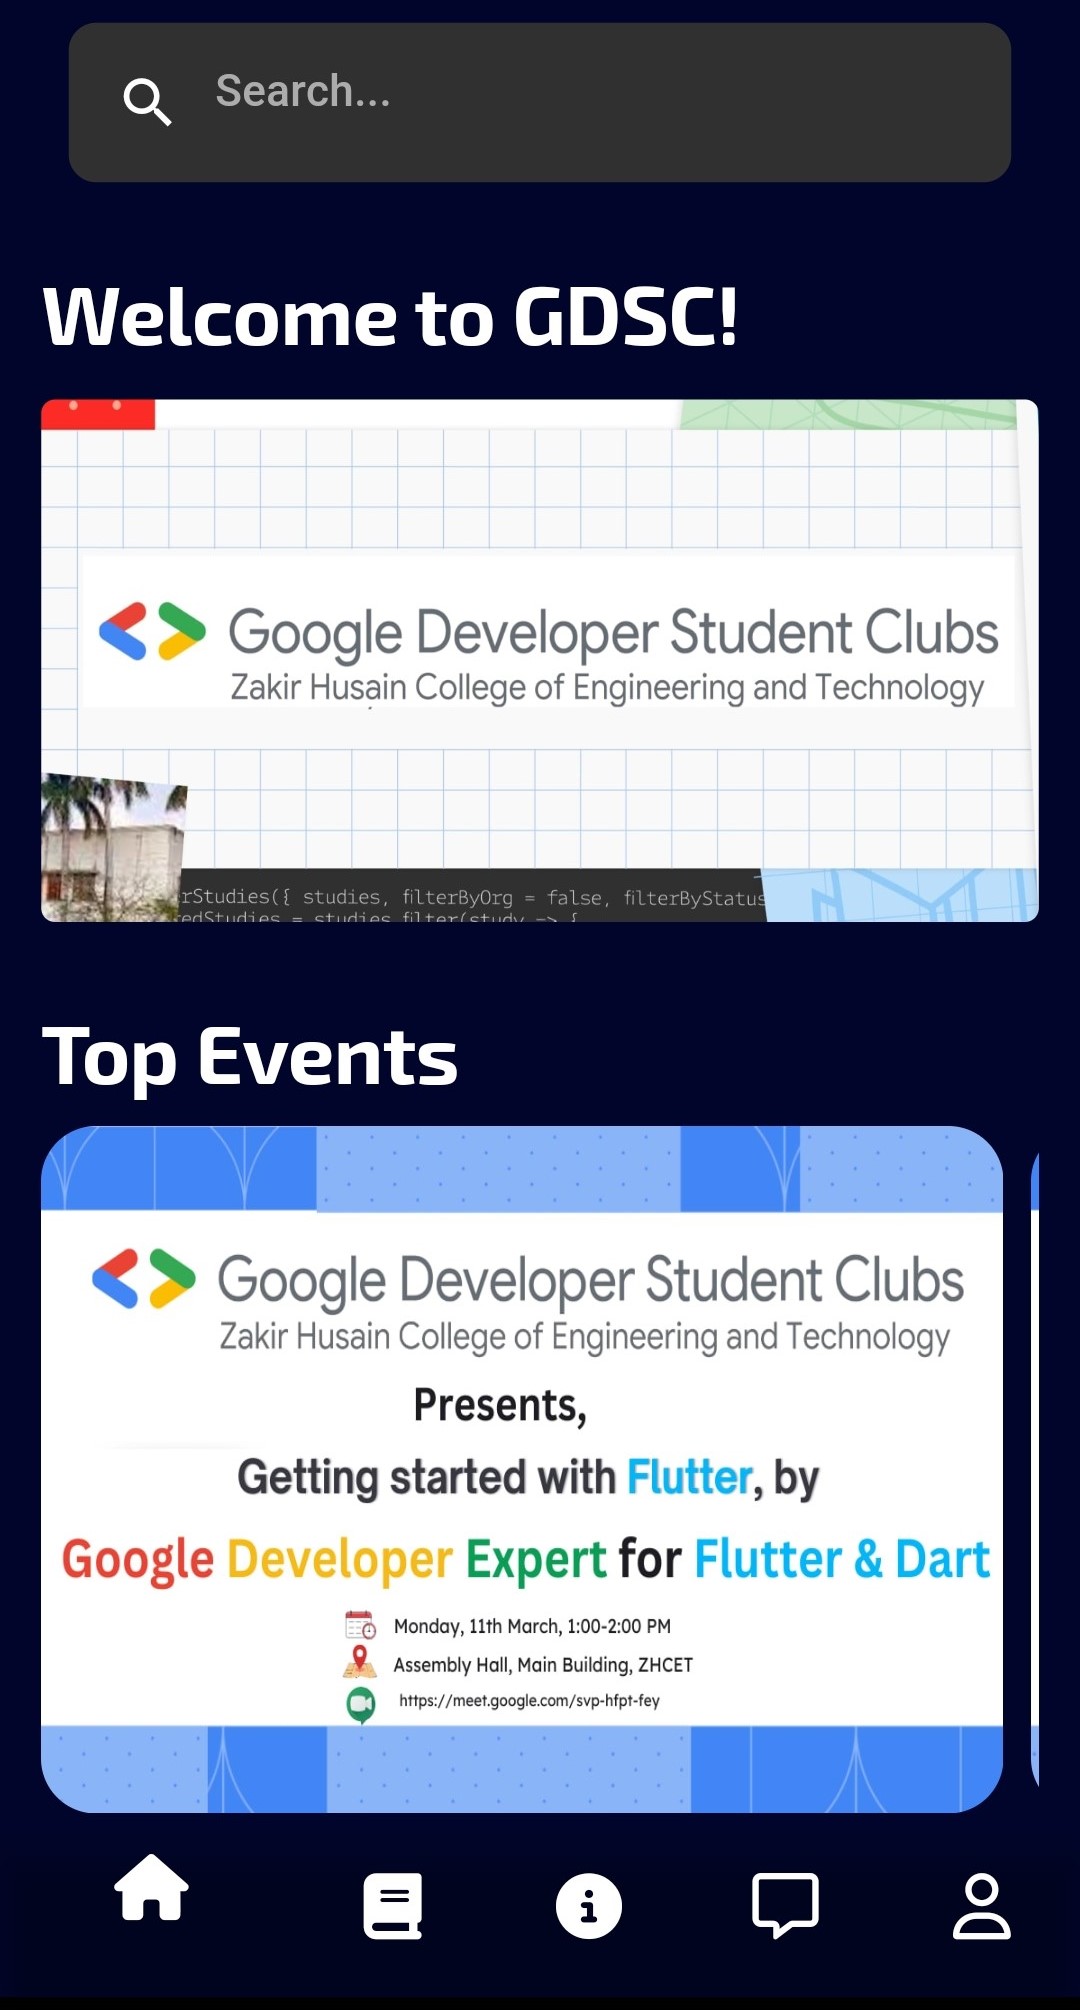 Search...
Welcome to GDSC!
Google Developer Student Clubs
Zakir Husain College of Engineering and Technology
rStudies({ studies, filterByOrg = false, filterByStatus
edStudies = studies.filter(study => {
Top Events
Google Developer Student Clubs
Zakir Husain College of Engineering and Technology
Presents,
Getting started with Flutter, by
Google Developer Expert for Flutter & Dart
Monday, 11th March, 1:00-2:00 PM
Assembly Hall, Main Building, ZHCET
https://meet.google.com/svp-hfpt-fey